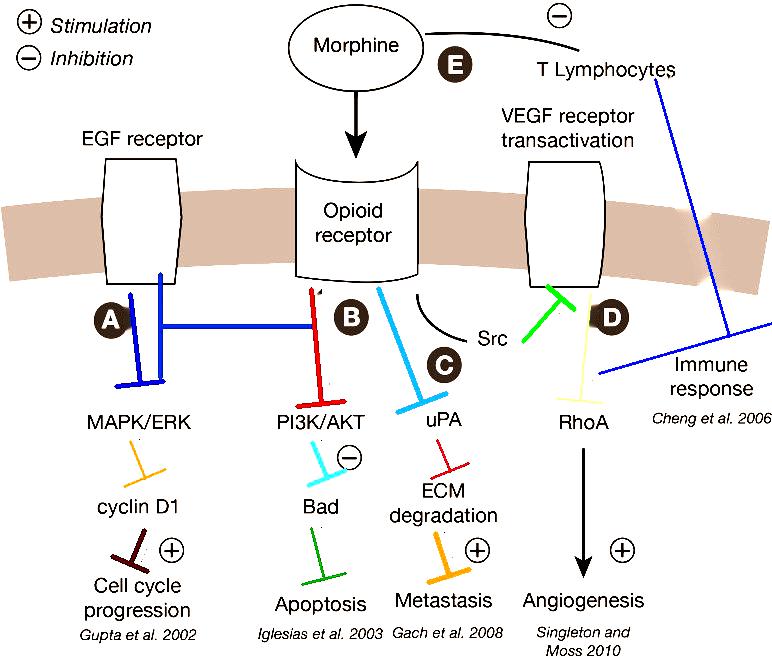 + Stimulation
− Inhibition
Morphine
−
E
T Lymphocytes
EGF receptor
VEGF receptor
transactivation
Opioid
receptor
A
B
C
D
Src
Immune
response
Cheng et al. 2006
MAPK/ERK
PI3K/AKT
uPA
RhoA
−
cyclin D1
Bad
ECM
degradation
+
+
+
Cell cycle
progression
Gupta et al. 2002
Apoptosis
Iglesias et al. 2003
Metastasis
Gach et al. 2008
Angiogenesis
Singleton and
Moss 2010